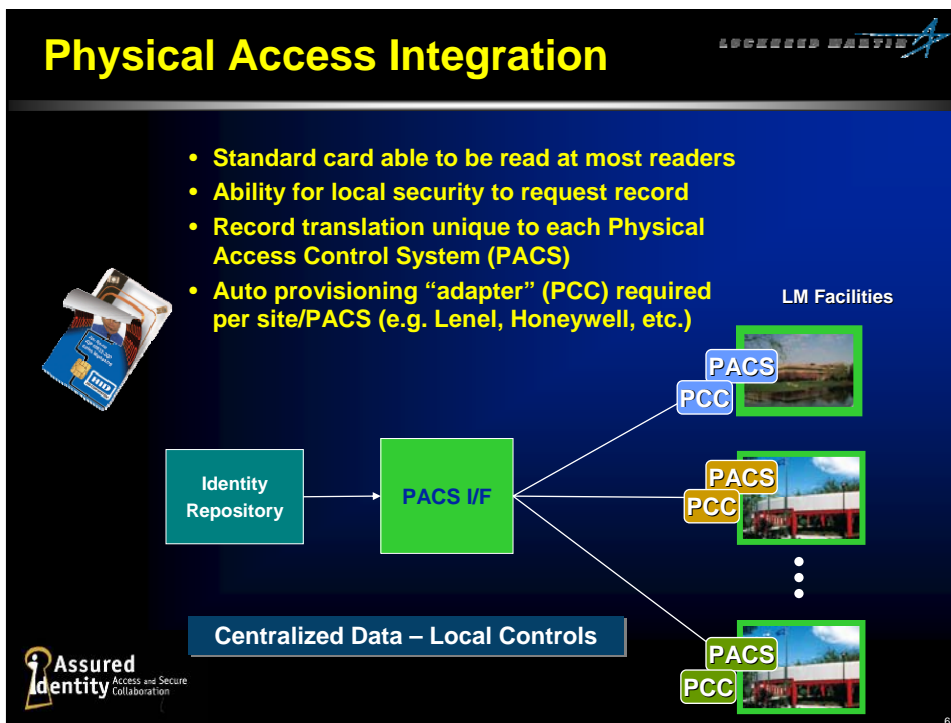 Physical Access Integration
LOCKHEED MARTIN
• Standard card able to be read at most readers
• Ability for local security to request record
• Record translation unique to each Physical
Access Control System (PACS)
• Auto provisioning “adapter” (PCC) required
per site/PACS (e.g. Lenel, Honeywell, etc.)
LM Facilities
PACS
PCC
Identity
Repository
PACS I/F
PACS
PCC
Centralized Data – Local Controls
PACS
PCC
Assured
identity Access and Secure
Collaboration
6